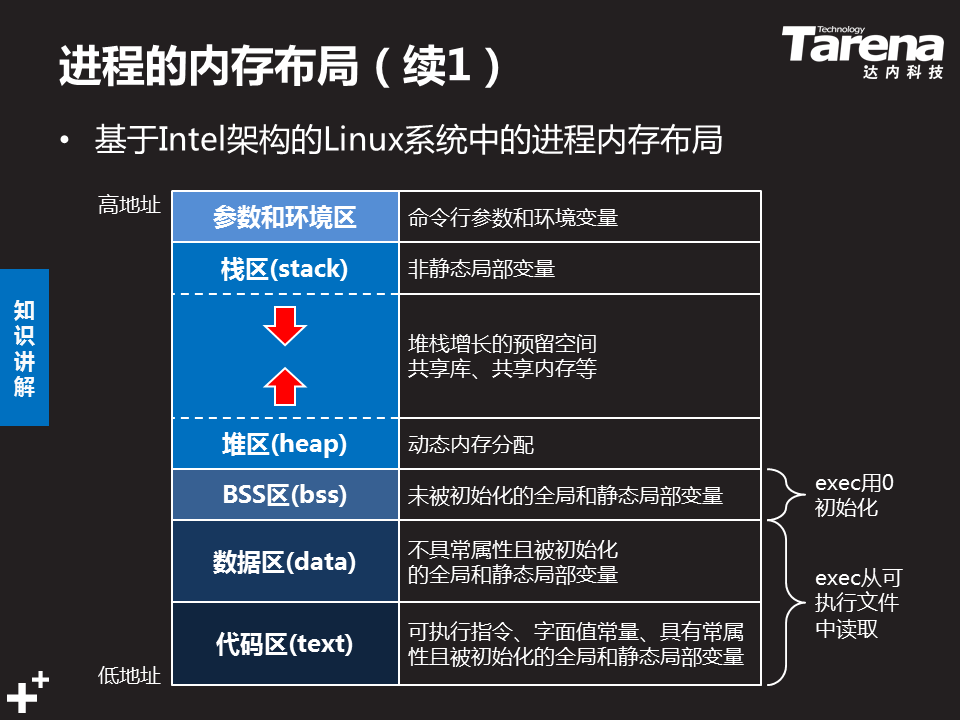 进程的内存布局（续1）
Technology
Tarena
达内科技
• 基于Intel架构的Linux系统中的进程内存布局
高地址
参数和环境区
命令行参数和环境变量
栈区(stack)
非静态局部变量
知识讲解
堆栈增长的预留空间
共享库、共享内存等
堆区(heap)
动态内存分配
BSS区(bss)
未被初始化的全局和静态局部变量
exec用0
初始化
数据区(data)
不具常属性且被初始化
的全局和静态局部变量
exec从可
执行文件
中读取
代码区(text)
可执行指令、字面值常量、具有常属
性且被初始化的全局和静态局部变量
低地址